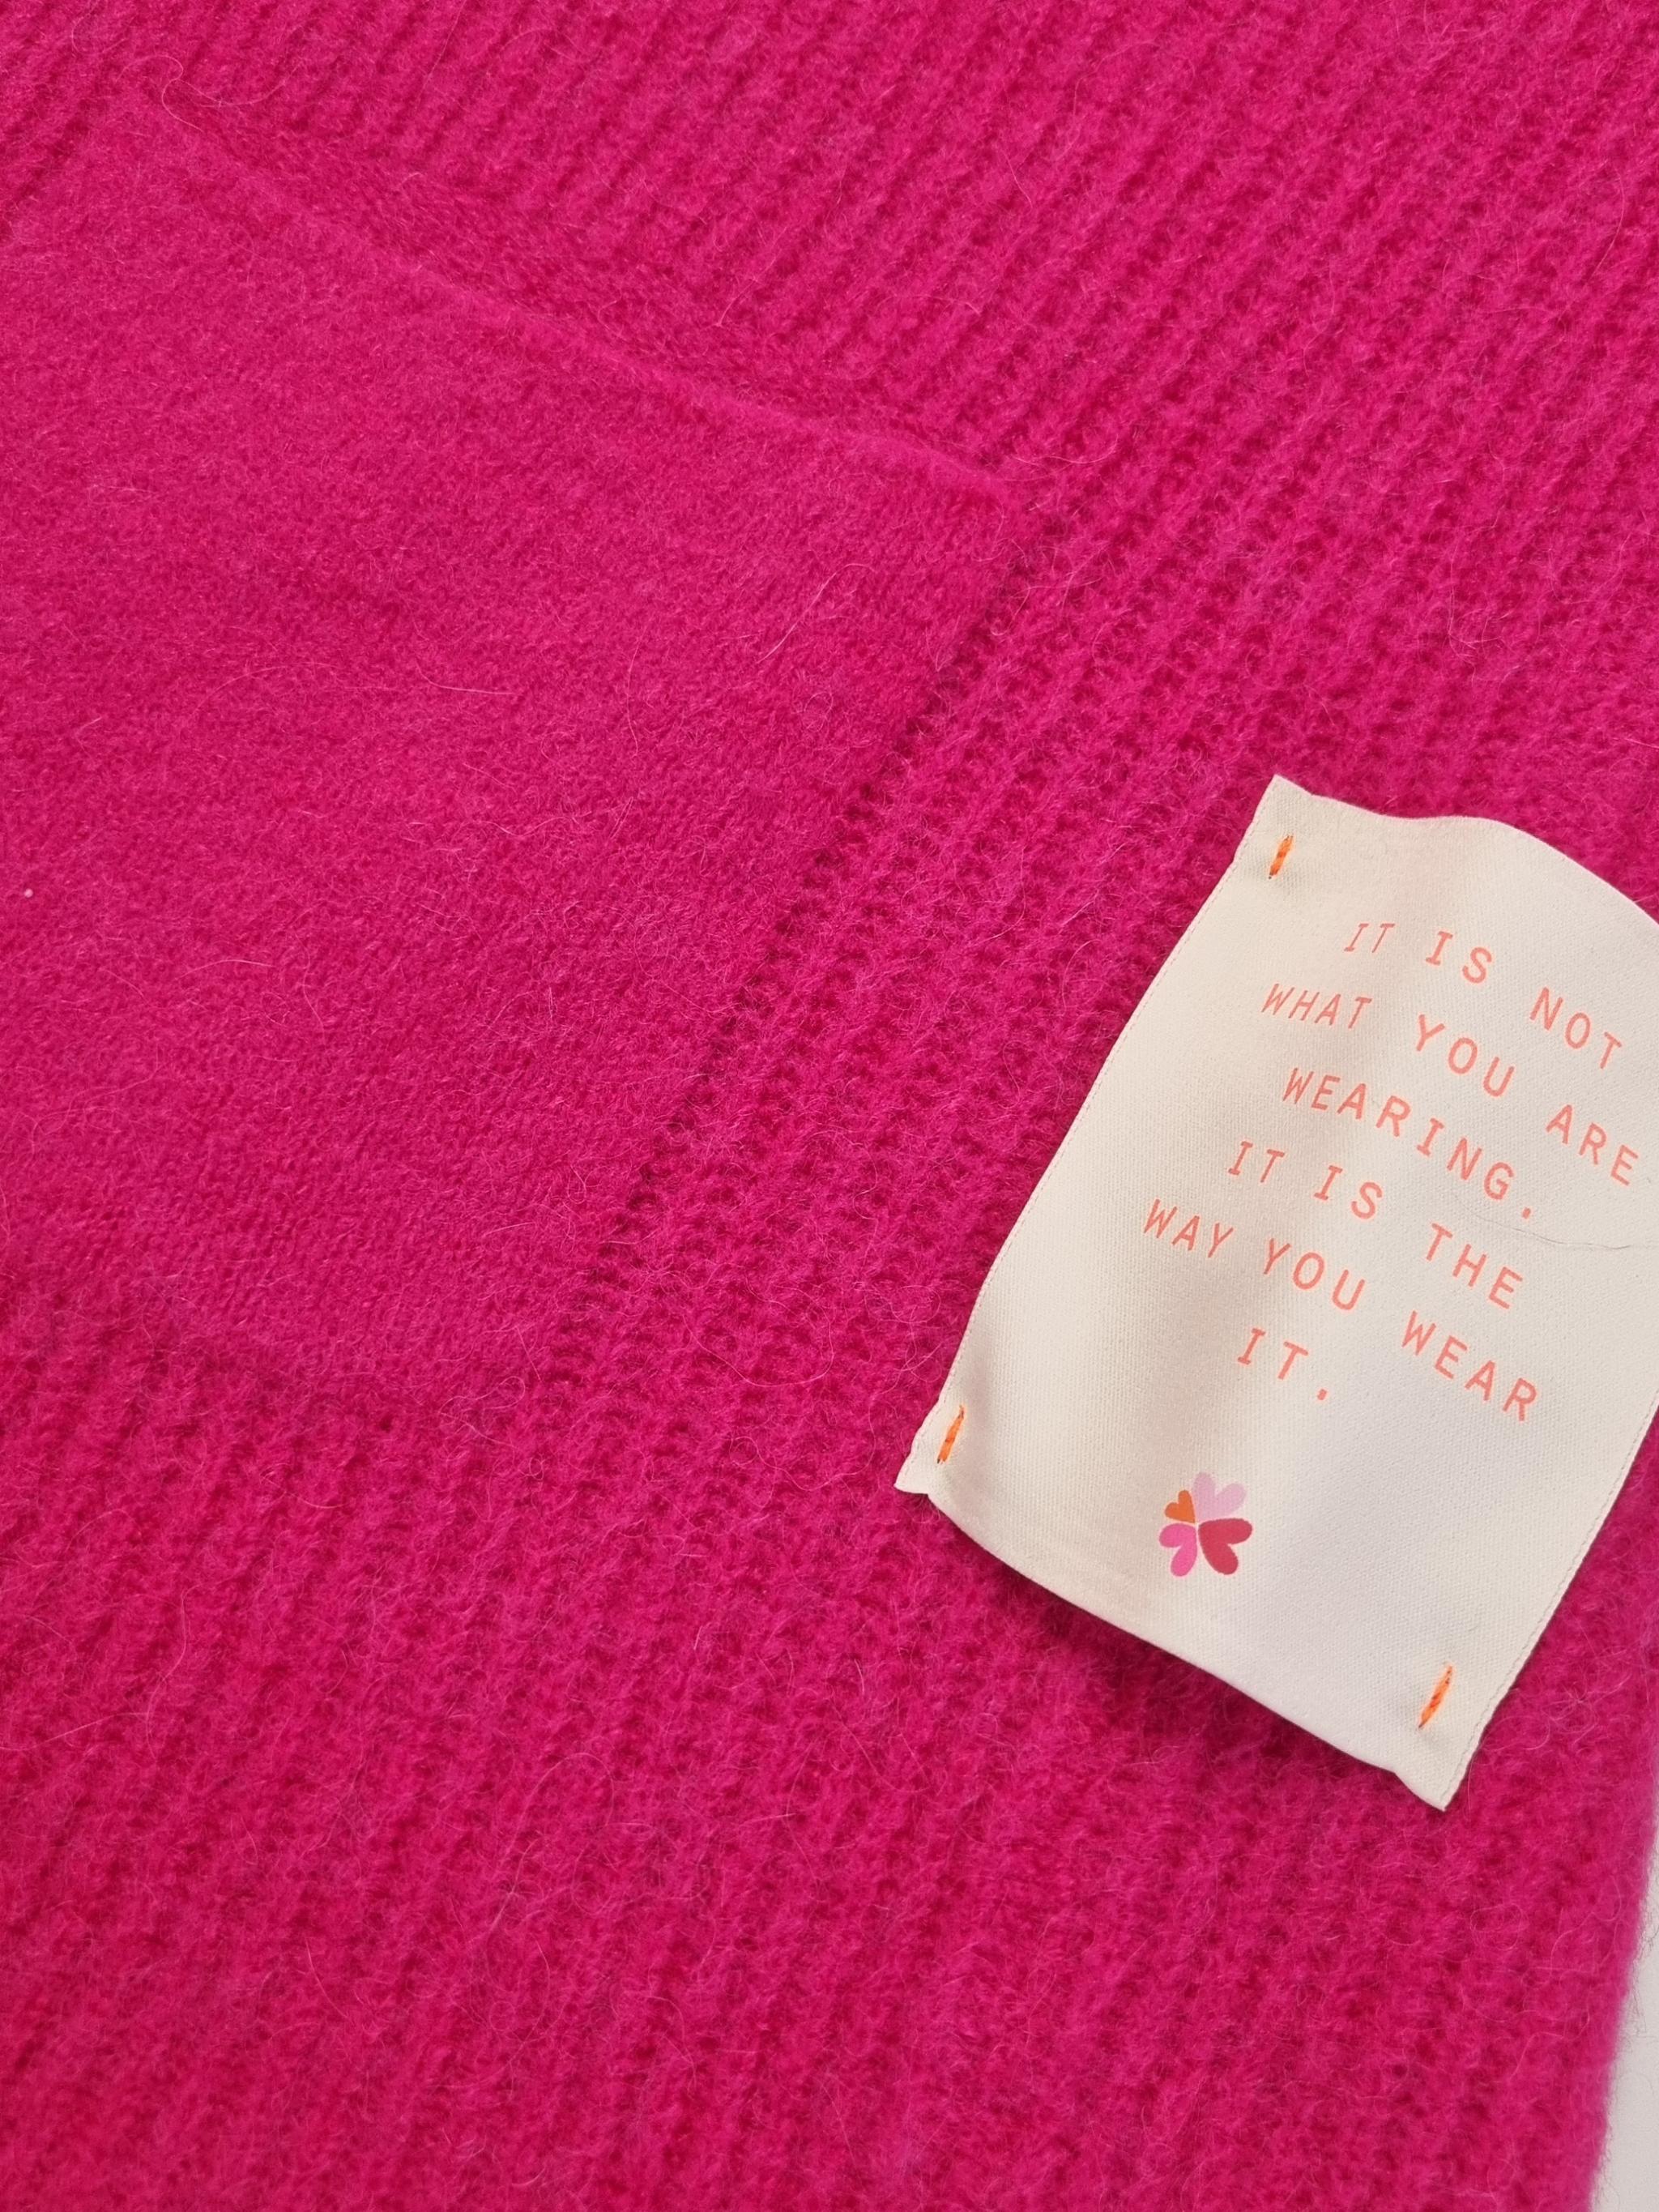 IT IS NOT
WHAT YOU ARE
WEARING.
IT IS THE
WAY YOU WEAR
IT.